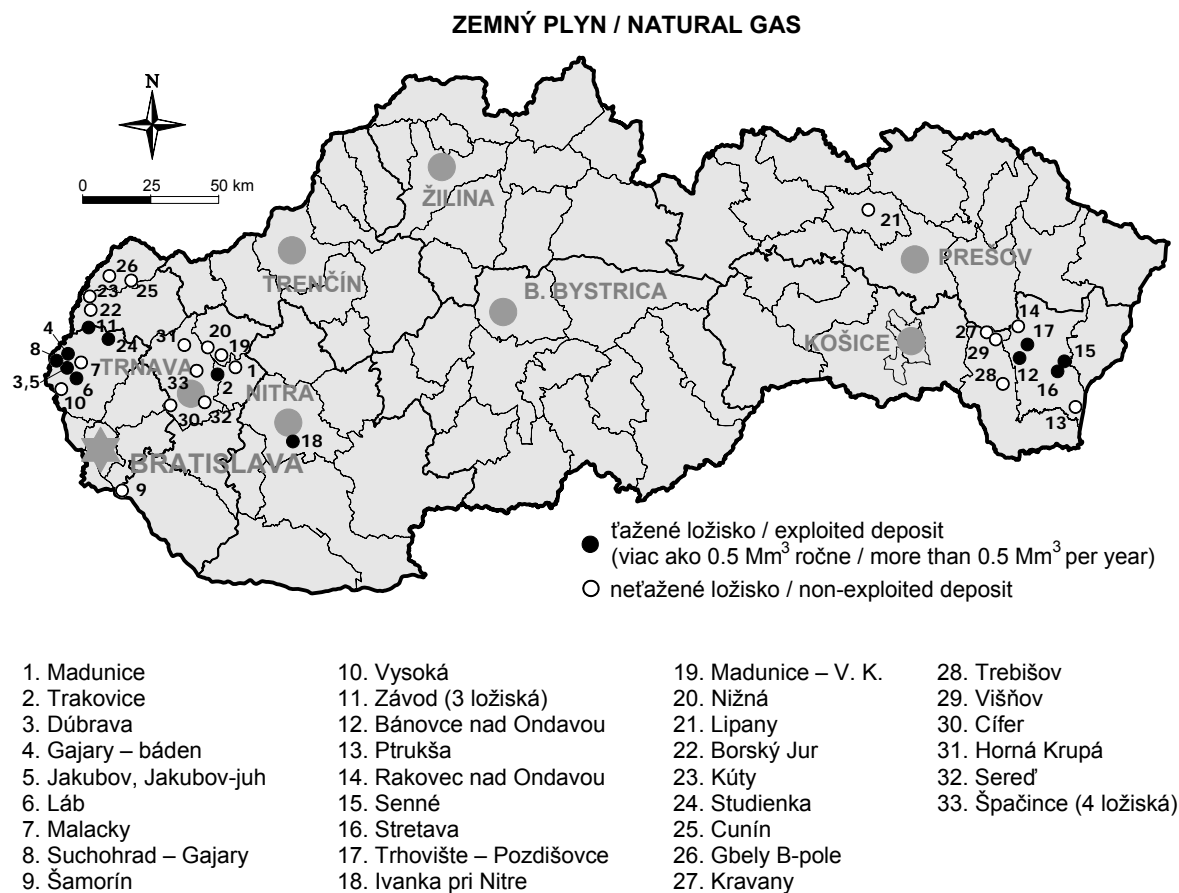 ZEMNÝ PLYN / NATURAL GAS
N
0 25 50 km
ŽILINA
21
TRENČÍN
PREŠOV
26
25
23
22
B. BYSTRICA
4
11
24
31
20
19
14
27
17
KOŠICE
8
7
TRNAVA
1
29
15
3,5
6
33
2
12
28
16
10
NITRA
30
32
13
18
BRATISLAVA
9
ťažené ložisko / exploited deposit
(viac ako 0.5 Mm³ ročne / more than 0.5 Mm³ per year)
neťažené ložisko / non-exploited deposit
1. Madunice
2. Trakovice
3. Dúbrava
4. Gajary – báden
5. Jakubov, Jakubov-juh
6. Láb
7. Malacky
8. Suchohrad – Gajary
9. Šamorín
10. Vysoká
11. Závod (3 ložiská)
12. Bánovce nad Ondavou
13. Ptrukša
14. Rakovec nad Ondavou
15. Senné
16. Stretava
17. Trhovište – Pozdišovce
18. Ivanka pri Nitre
19. Madunice – V. K.
20. Nižná
21. Lipany
22. Borský Jur
23. Kúty
24. Studienka
25. Cunín
26. Gbely B-pole
27. Kravany
28. Trebišov
29. Višňov
30. Cífer
31. Horná Krupá
32. Sereď
33. Špačince (4 ložiská)